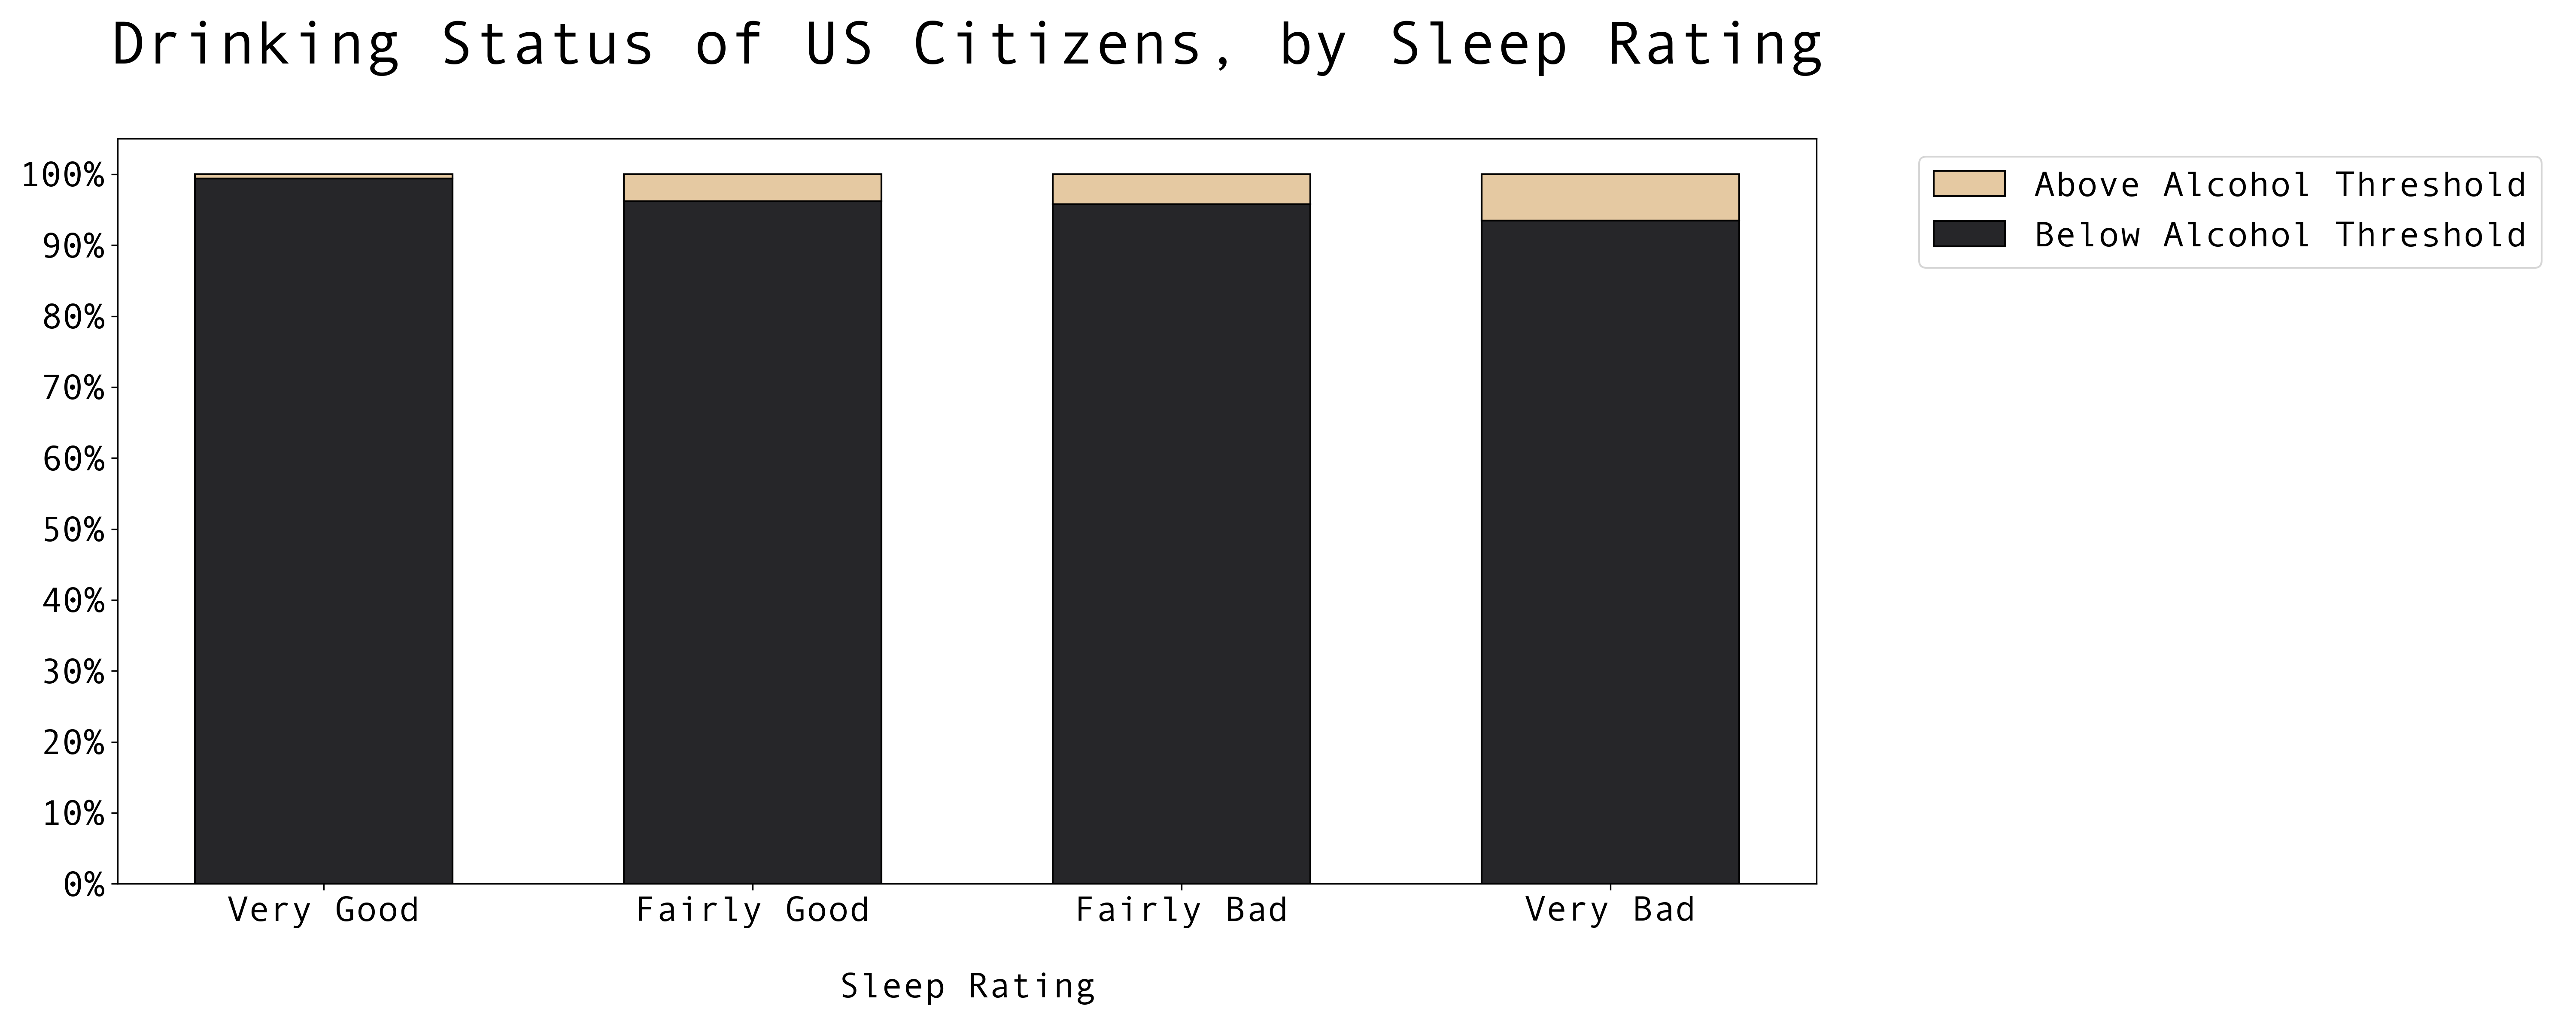 Drinking Status of US Citizens, by Sleep Rating
100%
90%
80%
70%
60%
50%
40%
30%
20%
10%
0%
Very Good
Fairly Good
Fairly Bad
Very Bad
Sleep Rating
Above Alcohol Threshold
Below Alcohol Threshold